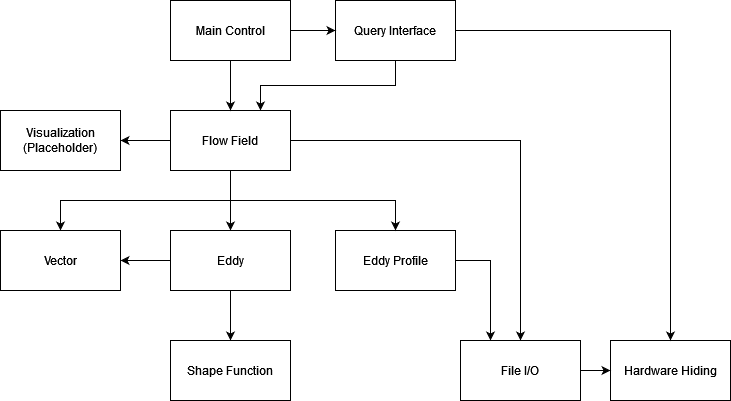 Main Control
Query Interface
Visualization
(Placeholder)
Flow Field
Vector
Eddy
Eddy Profile
Shape Function
File I/O
Hardware Hiding